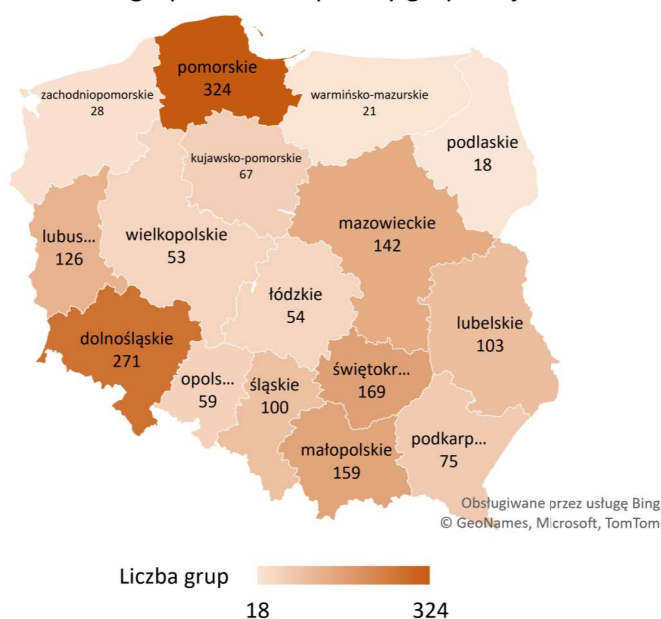 pomorskie
324
zachodniopomorskie
28
warmińsko-mazurskie
21
podlaskie
18
kujawsko-pomorskie
67
mazowieckie
142
lubus...
126
wielkopolskie
53
łódzkie
54
lubelskie
103
dolnośląskie
271
opols...
59
śląskie
100
świętokr...
169
małopolskie
159
podkarp...
75
Obsługiwane przez usługę Bing
© GeoNames, Microsoft, TomTom
Liczba grup
18 324